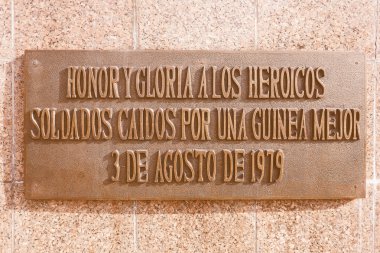 HONOR Y GLORIA A LOS HEROICOS
SOLDADOS CAIDOS POR UNA GUINEA MEJOR
3 DE AGOSTO DE 1979